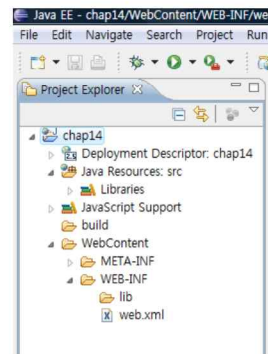 Java EE - chap14/WebContent/WEB-INF/we
File Edit Navigate Search Project Run
Project Explorer
chap14
Deployment Descriptor: chap14
Java Resources: src
Libraries
JavaScript Support
build
WebContent
META-INF
WEB-INF
lib
web.xml